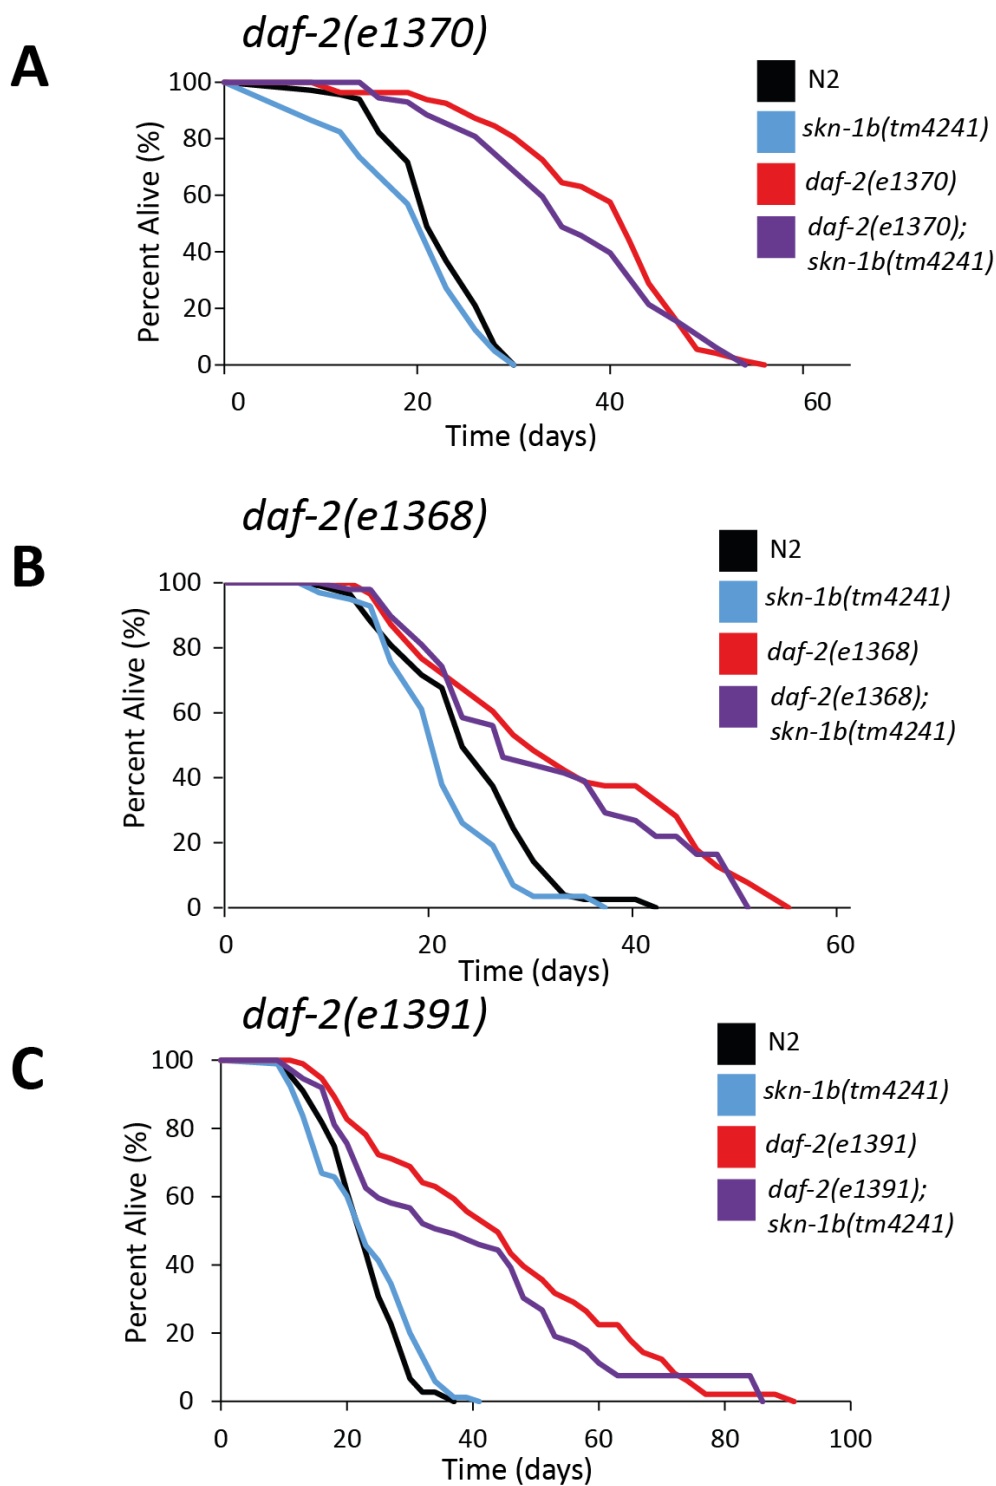 A
daf-2(e1370)
100
80
60
40
20
0
Percent Alive (%)
0 20 40 60
Time (days)
N2
skn-1b(tm4241)
daf-2(e1370)
daf-2(e1370);
skn-1b(tm4241)
B
daf-2(e1368)
100
80
60
40
20
0
Percent Alive (%)
0 20 40 60
Time (days)
N2
skn-1b(tm4241)
daf-2(e1368)
daf-2(e1368);
skn-1b(tm4241)
C
daf-2(e1391)
100
80
60
40
20
0
Percent Alive (%)
0 20 40 60 80 100
Time (days)
N2
skn-1b(tm4241)
daf-2(e1391)
daf-2(e1391);
skn-1b(tm4241)